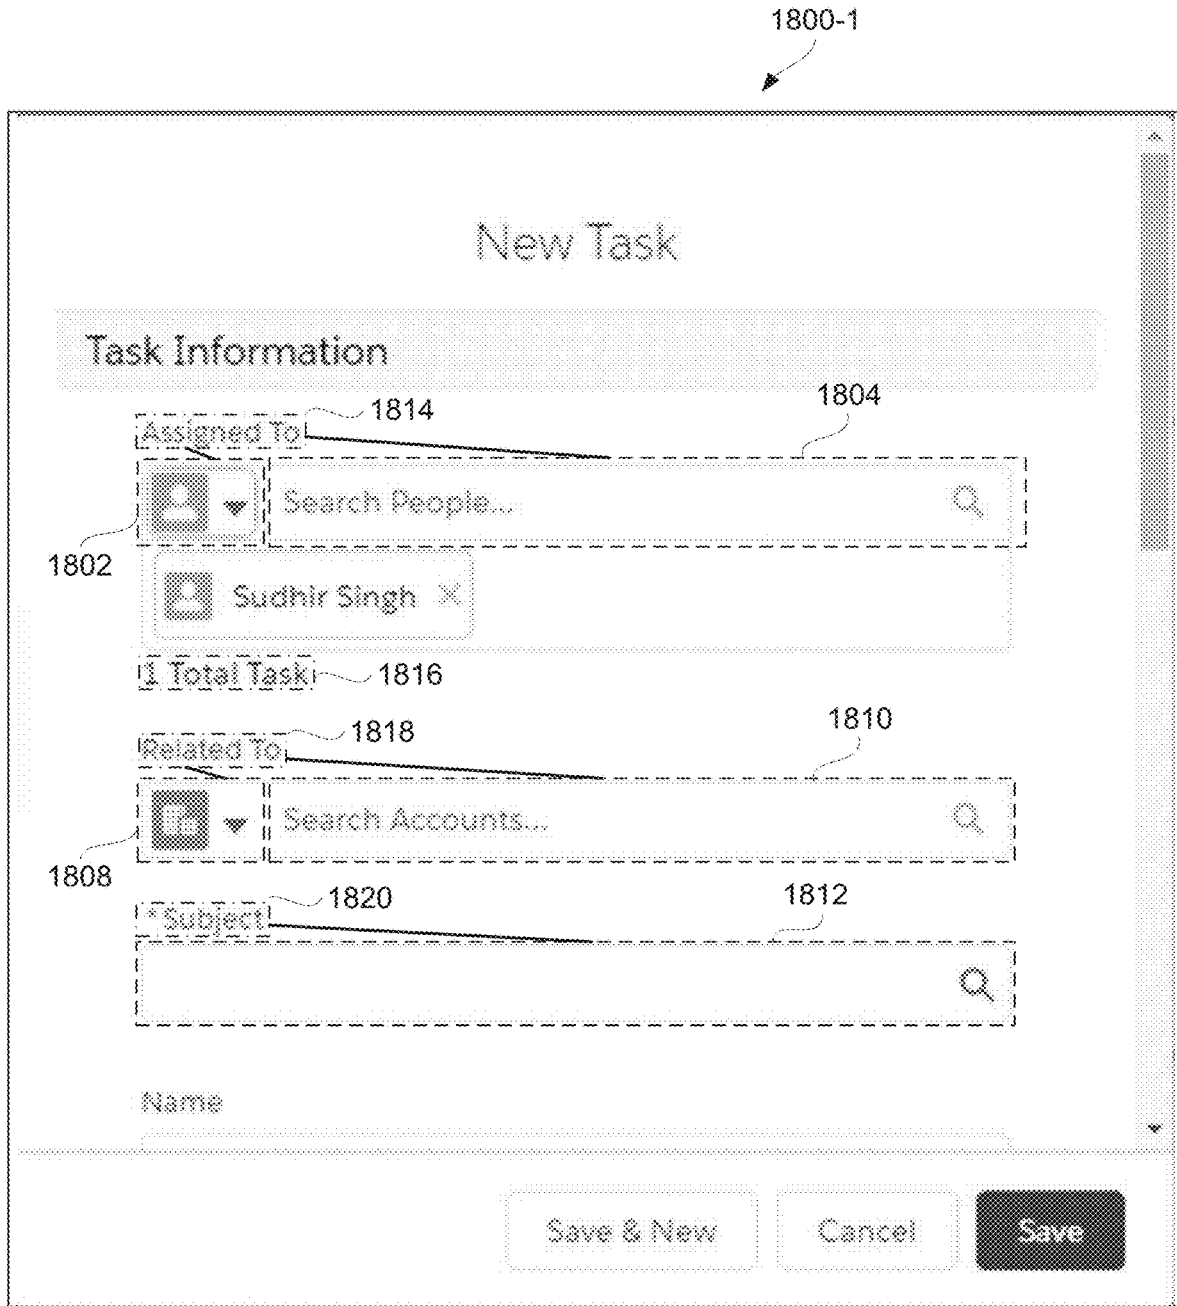 1800-1
New Task
Task Information
1814
1804
Assigned To
Search People...
1802
Sudhir Singh
1 Total Task
1816
1818
1810
Related To
Search Accounts...
1808
1820
1812
*Subject
Name
Save & New
Cancel
Save